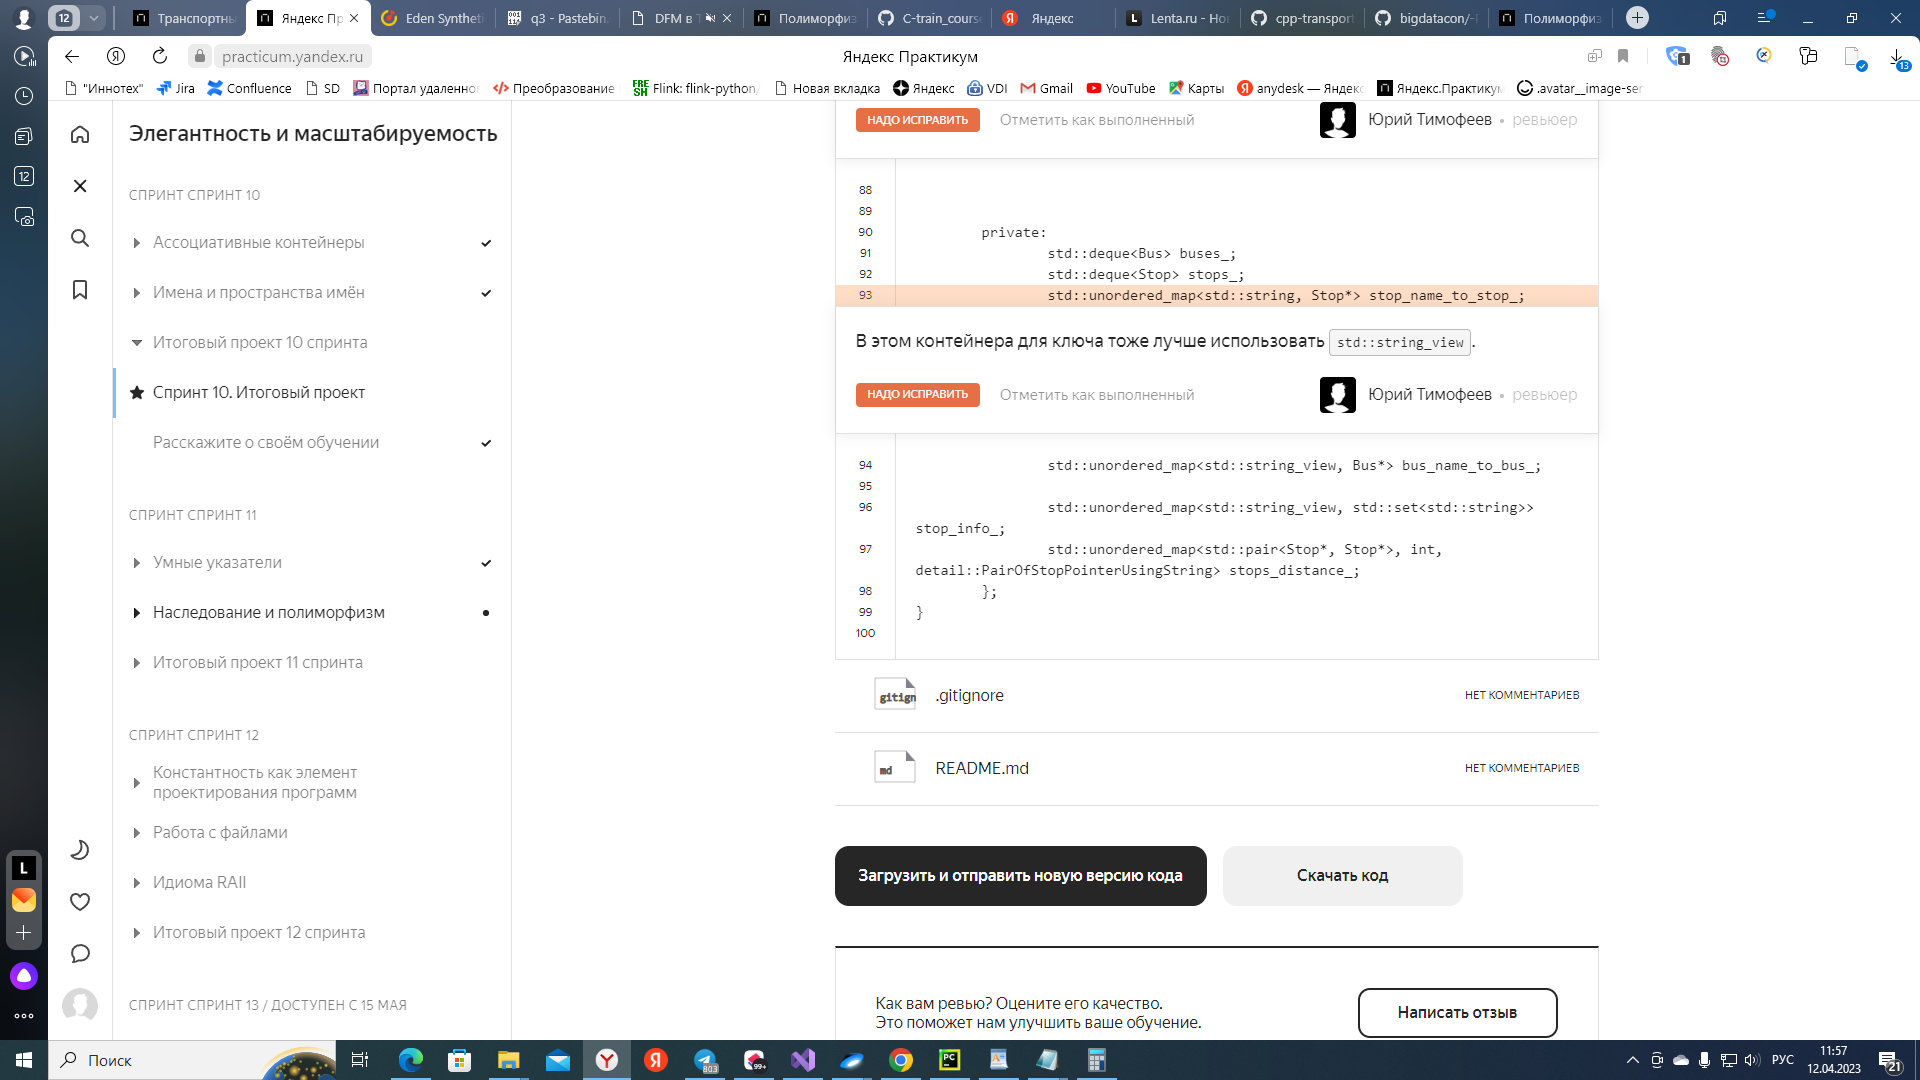 12
Транспортны
Яндекс Пр
Eden Syntheti
q3 - Pastebin.
DFM в T
Полиморфиз
C-train_cours
Яндекс
Lenta.ru - Но
cpp-transport
bigdatacon/-
Полиморфиз
practicum.yandex.ru
Яндекс Практикум
1
13
"Иннотех"
Jira
Confluence
SD
Портал удаленног
Преобразование
Flink: flink-python/
Новая вкладка
Яндекс
VDI
Gmail
YouTube
Карты
anydesk — Яндекс
Яндекс.Практикум
.avatar__image-ser
12
Элегантность и масштабируемость
СПРИНТ СПРИНТ 10
Ассоциативные контейнеры
Имена и пространства имён
Итоговый проект 10 спринта
Спринт 10. Итоговый проект
Расскажите о своём обучении
СПРИНТ СПРИНТ 11
Умные указатели
Наследование и полиморфизм
Итоговый проект 11 спринта
СПРИНТ СПРИНТ 12
Константность как элемент
проектирования программ
Работа с файлами
Идиома RAII
Итоговый проект 12 спринта
СПРИНТ СПРИНТ 13 / ДОСТУПЕН С 15 МАЯ
НАДО ИСПРАВИТЬ Отметить как выполненный Юрий Тимофеев • ревьюер
88
89
90 private:
91 std::deque<Bus> buses_;
92 std::deque<Stop> stops_;
93 std::unordered_map<std::string, Stop*> stop_name_to_stop_;
В этом контейнера для ключа тоже лучше использовать std::string_view.
НАДО ИСПРАВИТЬ Отметить как выполненный Юрий Тимофеев • ревьюер
94 std::unordered_map<std::string_view, Bus*> bus_name_to_bus_;
95
96 std::unordered_map<std::string_view, std::set<std::string>>
stop_info_;
97 std::unordered_map<std::pair<Stop*, Stop*>, int,
detail::PairOfStopPointerUsingString> stops_distance_;
98 };
99 }
100
gitign .gitignore НЕТ КОММЕНТАРИЕВ
md README.md НЕТ КОММЕНТАРИЕВ
Загрузить и отправить новую версию кода Скачать код
Как вам ревью? Оцените его качество.
Это поможет нам улучшить ваше обучение.
Написать отзыв
L
Поиск
803
99+
PC
РУС
11:57
12.04.2023
21